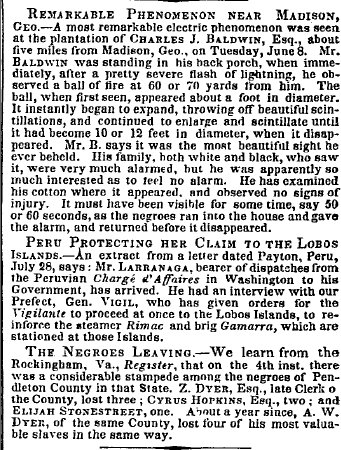 REMARKABLE PHENOMENON NEAR MADISON,
GEO.—A most remarkable electric phenomenon was seen
at the plantation of CHARLES J. BALDWIN, Esq., about
five miles from Madison, Geo., on Tuesday, June 8. Mr.
BALDWIN was standing in his back porch, when imme-
diately, after a pretty severe flash of lightning, he ob-
served a ball of fire at 60 or 70 yards from him. The
ball, when first seen, appeared about a foot in diameter.
It instantly began to expand, throwing off beautiful scin-
tillations, and continued to enlarge and scintillate until
it had become 10 or 12 feet in diameter, when it disap-
peared. Mr. B. says it was the most beautiful sight he
ever beheld. His family, both white and black, who saw
it, were very much alarmed, but he was apparently so
much interested as to feel no alarm. He has examined
his cotton where it appeared, and observed no signs of
injury. It must have been visible for some time, say 50
or 60 seconds, as the negroes ran into the house and gave
the alarm, and returned before it disappeared.
PERU PROTECTING HER CLAIM TO THE LOBOS
ISLANDS.—An extract from a letter dated Payton, Peru,
July 28, says: Mr. LARRANAGA, bearer of dispatches from
the Peruvian Chargé d'Affaires in Washington to his
Government, has arrived. He had an interview with our
Prefect, Gen. VIGIL, who has given orders for the
Vigilante to proceed at once to the Lobos Islands, to re-
inforce the steamer Rimac and brig Gamarra, which are
stationed at those Islands.
THE NEGROES LEAVING.—We learn from the
Rockingham, Va., Register, that on the 4th inst. there
was a considerable stampede among the negroes of Pen-
dleton County in that State. Z. DYER, Esq., late Clerk o
the County, lost three; CYRUS HOPKINS, Esq., two; and
ELIJAH STONESTREET, one. About a year since, A. W.
DYER, of the same County, lost four of his most valua-
ble slaves in the same way.